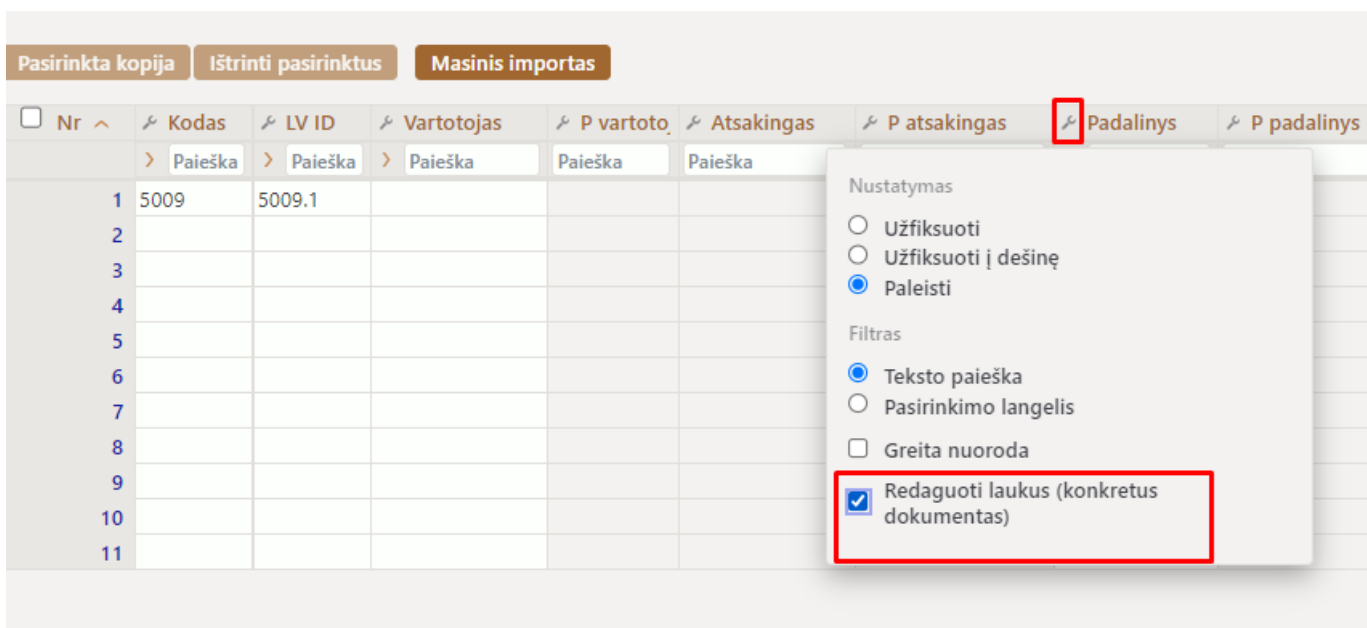 Pasirinkta kopija Ištrinti pasirinktus Masinis importas
Nr Kodas LV ID Vartotojas P vartoto Atsakingas P atsakingas Padalinys P padalinys
Paieška Paieška Paieška Paieška Paieška
1 5009 5009.1
2
3
4
5
6
7
8
9
10
11
Nustatymas
Užfiksuoti
Užfiksuoti į dešinę
Paleisti
Filtras
Teksto paieška
Pasirinkimo langelis
Greita nuoroda
Redaguoti laukus (konkretus
dokumentas)